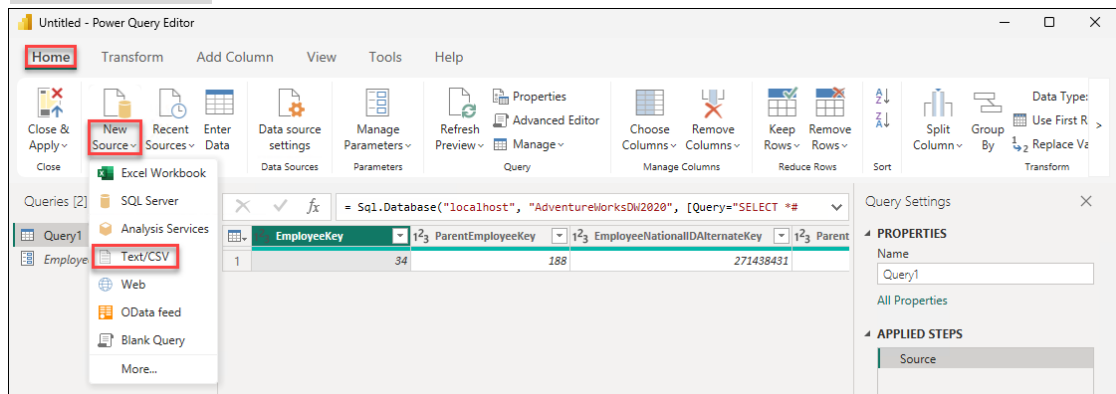 Untitled - Power Query Editor
Home Transform Add Column View Tools Help
Close & Apply
New Source
Recent Sources
Enter Data
Data source settings
Manage Parameters
Refresh Preview
Properties
Advanced Editor
Manage
Choose Columns
Remove Columns
Keep Rows
Remove Rows
Split Column
Group By
Data Type:
Use First R
Replace Va
Close Data Sources Parameters Query Manage Columns Reduce Rows Sort Transform
Excel Workbook
SQL Server
Analysis Services
Text/CSV
Web
OData feed
Blank Query
More...
Queries [2]
Query1
Employe
fx = Sql.Database("localhost", "AdventureWorksDW2020", [Query="SELECT *#
EmployeeKey 1²3 ParentEmployeeKey 1²3 EmployeeNationalIDAlternateKey 1²3 Parent
1 34 188 271438431
Query Settings
PROPERTIES
Name
Query1
All Properties
APPLIED STEPS
Source